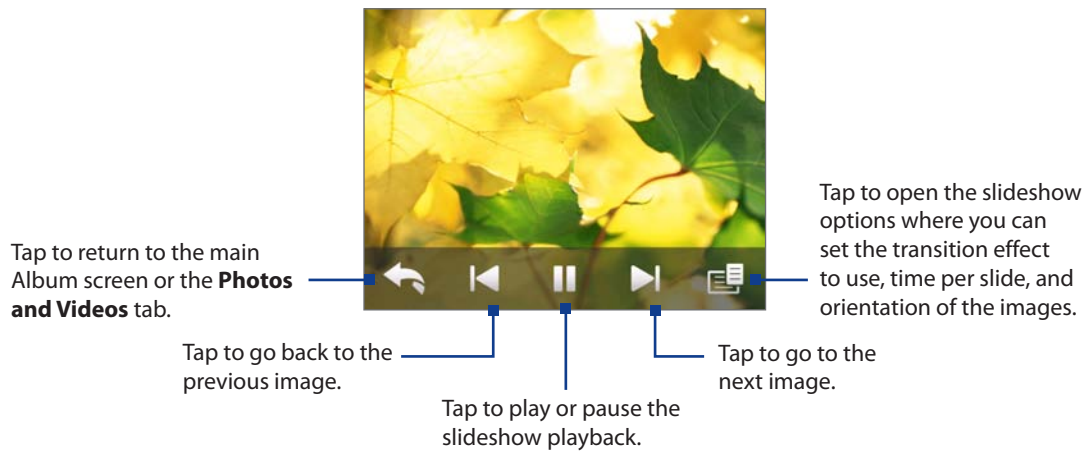 Tap to open the slideshow
options where you can
set the transition effect
to use, time per slide, and
orientation of the images.
Tap to return to the main
Album screen or the Photos
and Videos tab.
Tap to go back to the
previous image.
Tap to go to the
next image.
Tap to play or pause the
slideshow playback.